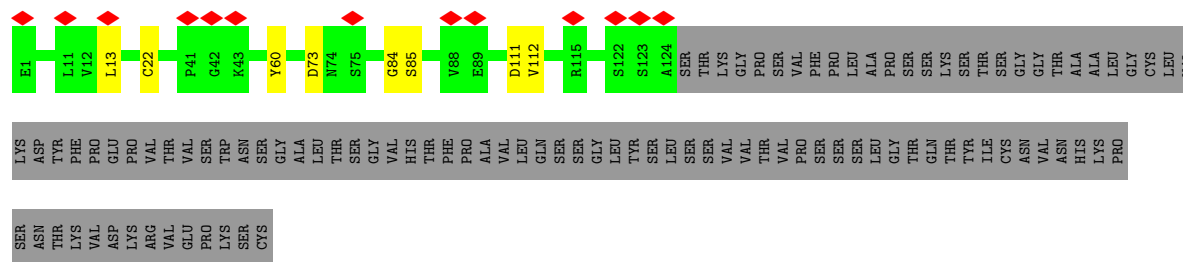 E1 L11 V12 L13 C22 P41 G42 K43 Y60 D73 N74 S75 G84 S85 V88 E89 D111 V112 R115 S122 S123 A124 SER THR LYS GLY PRO SER VAL PHE PRO LEU ALA PRO SER SER LYS SER THR SER GLY GLY THR ALA ALA LEU GLY CYS LEU
LYS ASP TYR PHE PRO GLU PRO VAL THR VAL SER TRP ASN SER GLY ALA LEU THR SER GLY VAL HIS THR PHE PRO ALA VAL LEU GLN SER SER GLY LEU TYR SER LEU SER SER VAL VAL THR VAL PRO SER SER SER LEU GLY THR GLN THR TYR ILE CYS ASN VAL ASN HIS LYS PRO
SER ASN THR LYS VAL ASP LYS ARG VAL GLU PRO LYS SER CYS